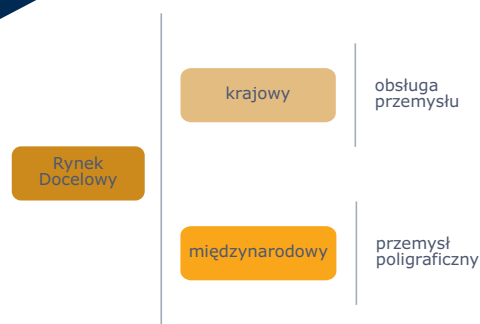 Rynek
Docelowy
krajowy
obsługa
przemysłu
międzynarodowy
przemysł
poligraficzny